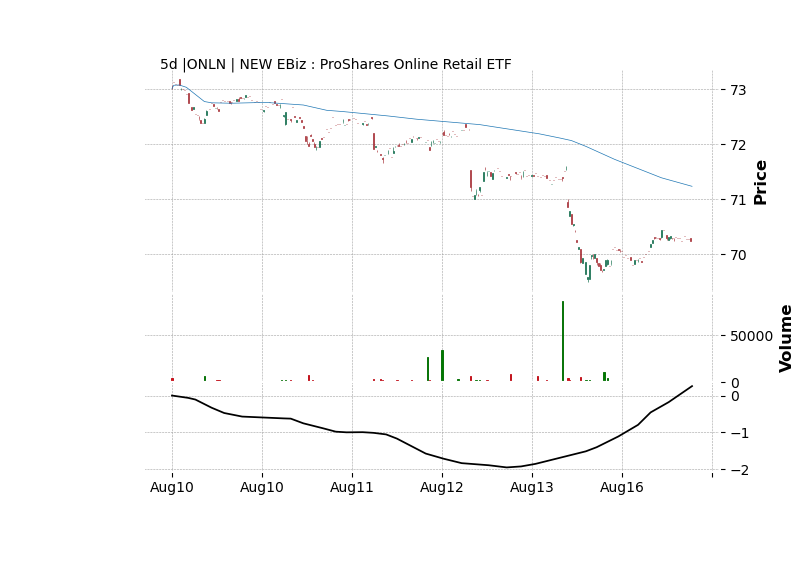 5d |ONLN | NEW EBiz : ProShares Online Retail ETF
73
72
71
70
Price
50000
0
Volume
0
−1
−2
Aug10
Aug10
Aug11
Aug12
Aug13
Aug16